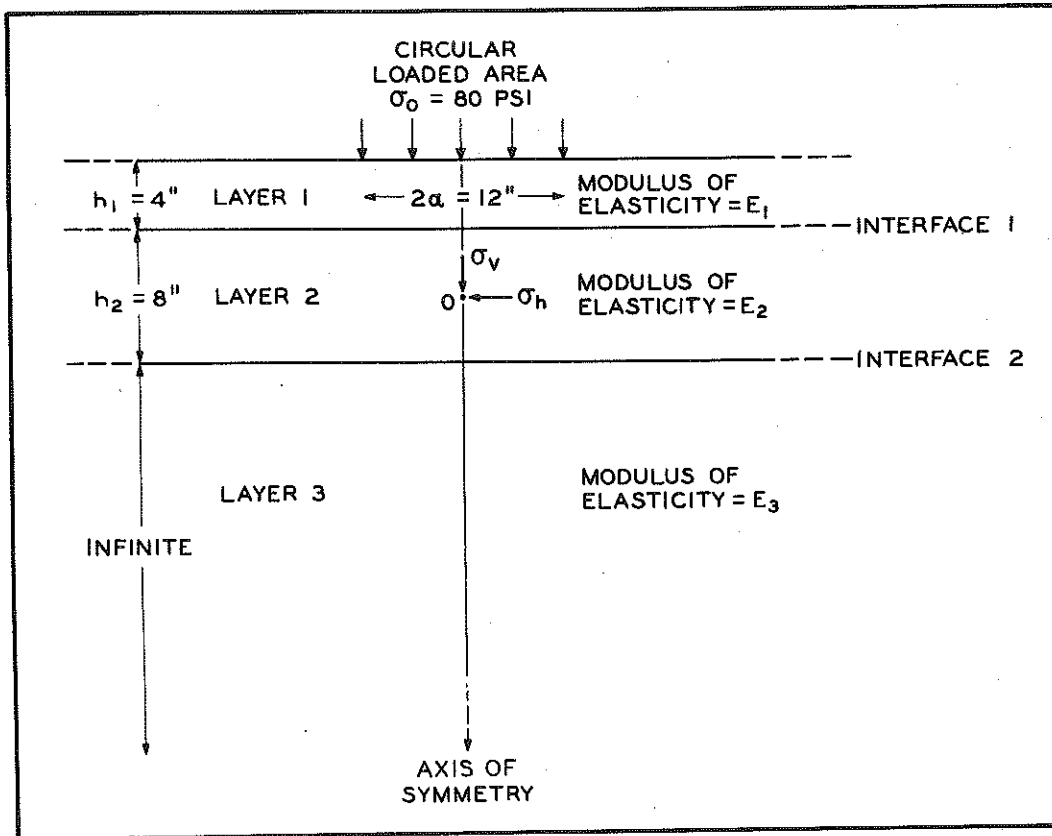 CIRCULAR
LOADED AREA
σ₀ = 80 PSI
h₁ = 4"
LAYER 1
2a = 12"
MODULUS OF
ELASTICITY = E₁
INTERFACE 1
σᵥ
h₂ = 8"
LAYER 2
O
σₕ
MODULUS OF
ELASTICITY = E₂
INTERFACE 2
LAYER 3
MODULUS OF
ELASTICITY = E₃
INFINITE
AXIS OF
SYMMETRY